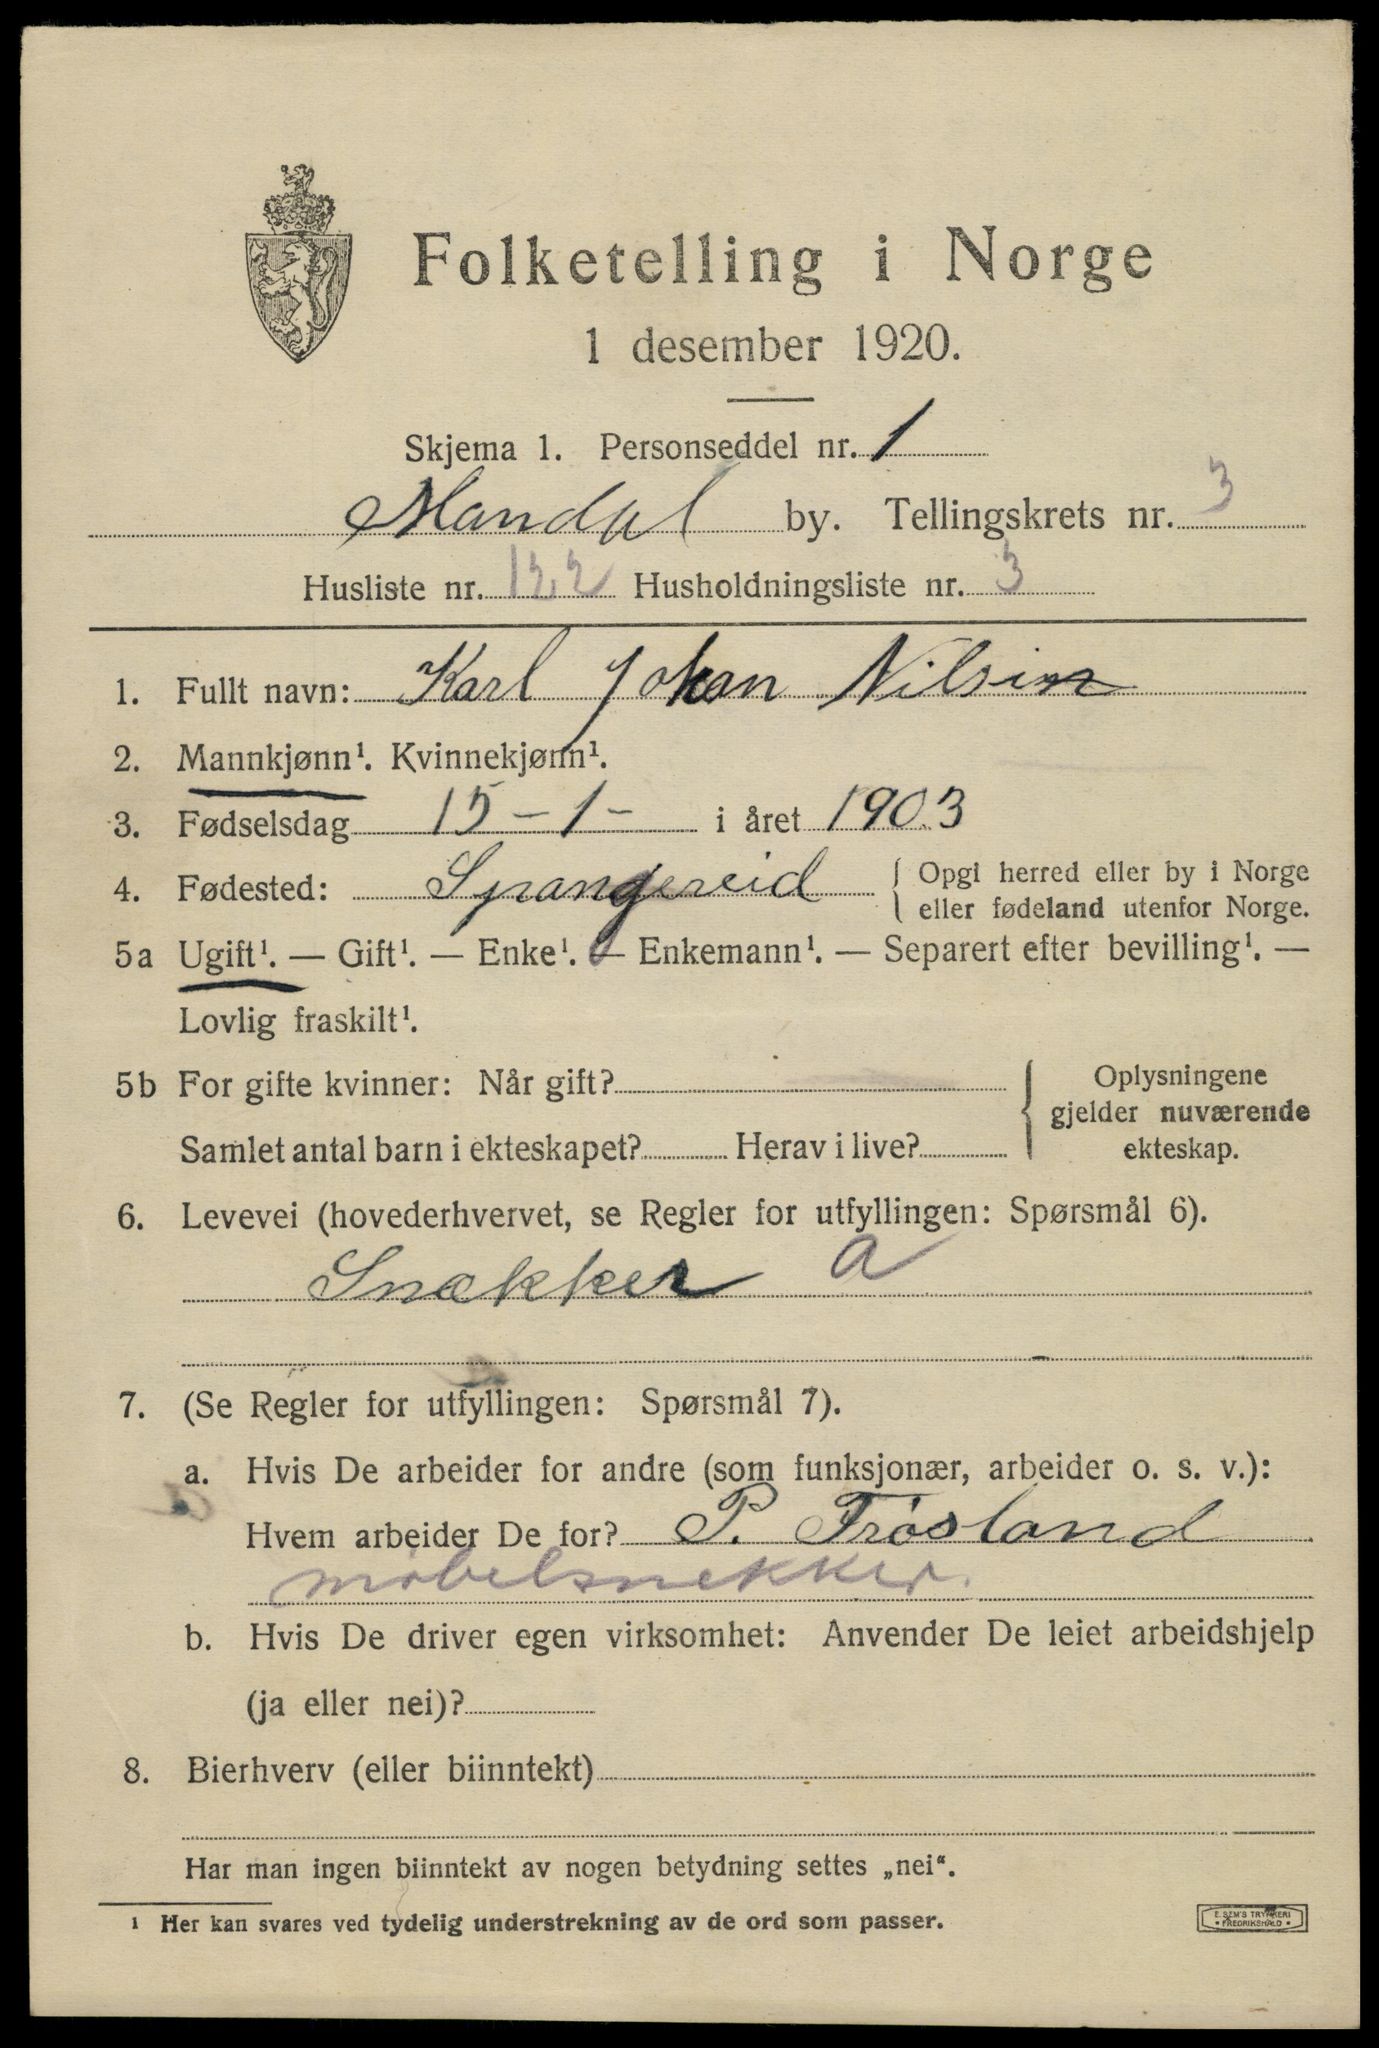 Folketelling i Norge
1 desember 1920.
Skjema 1. Personseddel nr. 1
Mandal by. Tellingskrets nr. 3
Husliste nr. 122 Husholdningsliste nr. 3
1. Fullt navn: Karl Johan Nilsen
2. Mannkjønn¹. Kvinnekjønn¹.
3. Fødselsdag 15-1- i året 1903
4. Fødested: Spangereid { Opgi herred eller by i Norge
eller fødeland utenfor Norge.
5a Ugift¹. — Gift¹. — Enke¹. — Enkemann¹. — Separert efter bevilling¹. —
Lovlig fraskilt¹.
5b For gifte kvinner: Når gift?
Samlet antal barn i ekteskapet? Herav i live?
{ Oplysningene
gjelder nuværende
ekteskap.
6. Levevei (hovederhvervet, se Regler for utfyllingen: Spørsmål 6).
Snækker a
7. (Se Regler for utfyllingen: Spørsmål 7).
a. Hvis De arbeider for andre (som funksjonær, arbeider o. s. v.):
Hvem arbeider De for? P. Frøsland
møbelsnekker.
b. Hvis De driver egen virksomhet: Anvender De leiet arbeidshjelp
(ja eller nei)?
8. Bierhverv (eller biinntekt)
Har man ingen biinntekt av nogen betydning settes „nei“.
¹ Her kan svares ved tydelig understrekning av de ord som passer.
E. SEM'S TRYKKERI
• FREDRIKSHALD •